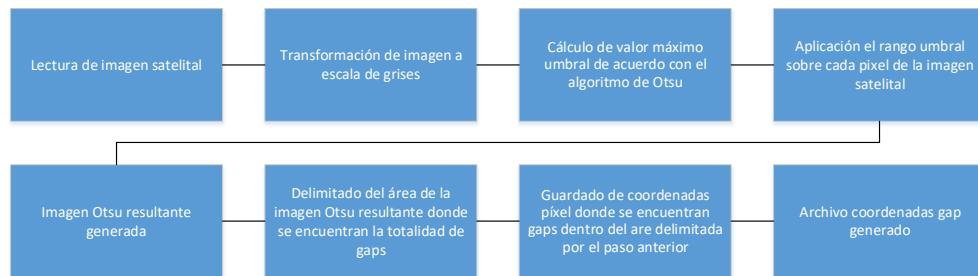 Lectura de imagen satelital
Transformación de imagen a
escala de grises
Cálculo de valor máximo
umbral de acuerdo con el
algoritmo de Otsu
Aplicación el rango umbral
sobre cada pixel de la imagen
satelital
Imagen Otsu resultante
generada
Delimitado del área de la
imagen Otsu resultante donde
se encuentran la totalidad de
gaps
Guardado de coordenadas
píxel donde se encuentran
gaps dentro del are delimitada
por el paso anterior
Archivo coordenadas gap
generado